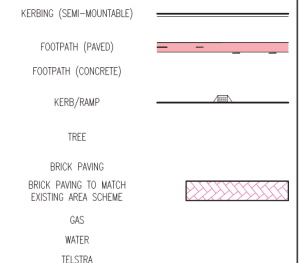 KERBING (SEMI-MOUNTABLE)
FOOTPATH (PAVED)
FOOTPATH (CONCRETE)
KERB/RAMP
TREE
BRICK PAVING
BRICK PAVING TO MATCH
EXISTING AREA SCHEME
GAS
WATER
TELSTRA